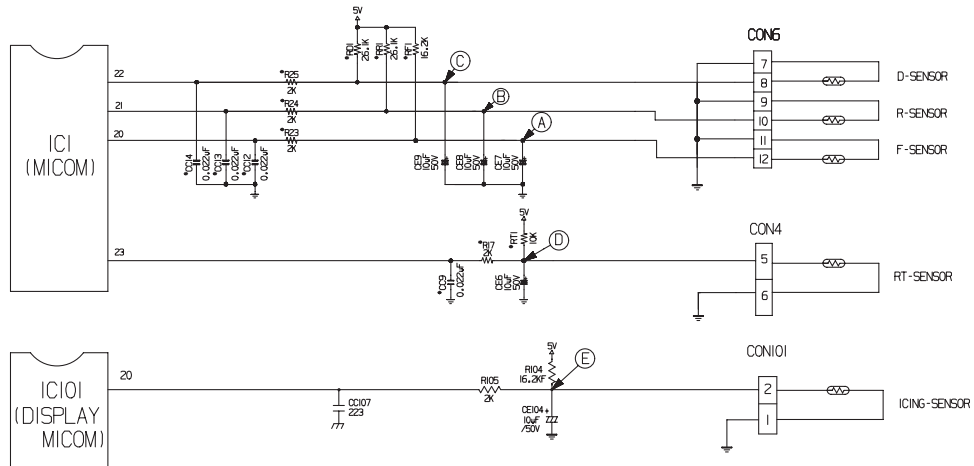 5V
*RD1 26.1K
*RR1 26.1K
*RF1 16.2K
CON6
C
B
A
22
*R25
2K
21
*R24
2K
20
*R23
2K
IC1
(MICOM)
*CC14 0.022uF
*CC13 0.022uF
*CC12 0.022uF
CE9 10uF 50V
CE8 10uF 50V
CE7 10uF 50V
7
8
9
10
11
12
D-SENSOR
R-SENSOR
F-SENSOR
5V
*RT1 10K
D
CON4
23
*R17
2K
*CC9 0.022uF
CE6 10uF 50V
5
6
RT-SENSOR
5V
R104
16.2KF
E
CON101
20
IC101
(DISPLAY
MICOM)
R105
2K
CC107
223
CE104+
10uF
/50V
2
1
ICING-SENSOR